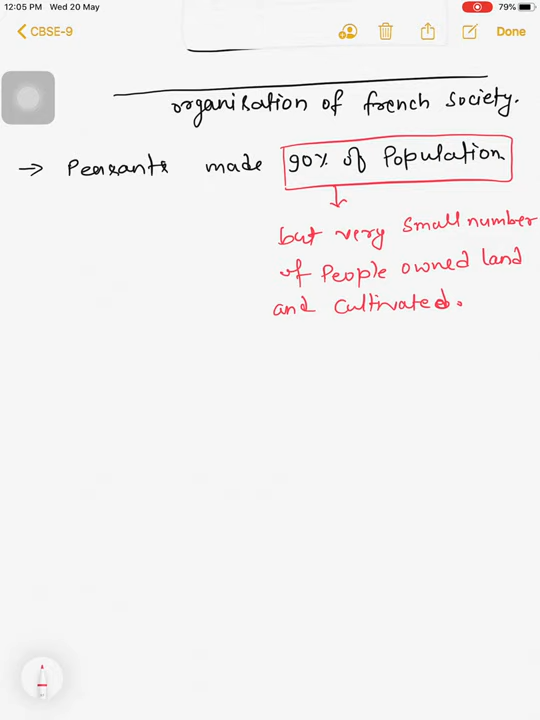 12:05 PM Wed 20 May 79%
CBSE-9 Done
organisation of french society.
→ Peasants made 90% of Population
but very small number
of People owned land
and cultivated.